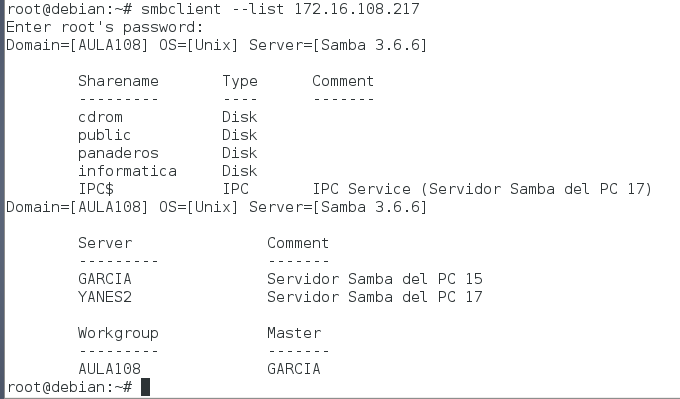 root@debian:~# smbclient --list 172.16.108.217
Enter root's password:
Domain=[AULA108] OS=[Unix] Server=[Samba 3.6.6]
Sharename Type Comment
--------- ---- -------
cdrom Disk
public Disk
panaderos Disk
informatica Disk
IPC$ IPC IPC Service (Servidor Samba del PC 17)
Domain=[AULA108] OS=[Unix] Server=[Samba 3.6.6]
Server Comment
--------- -------
GARCIA Servidor Samba del PC 15
YANES2 Servidor Samba del PC 17
Workgroup Master
--------- -------
AULA108 GARCIA
root@debian:~#